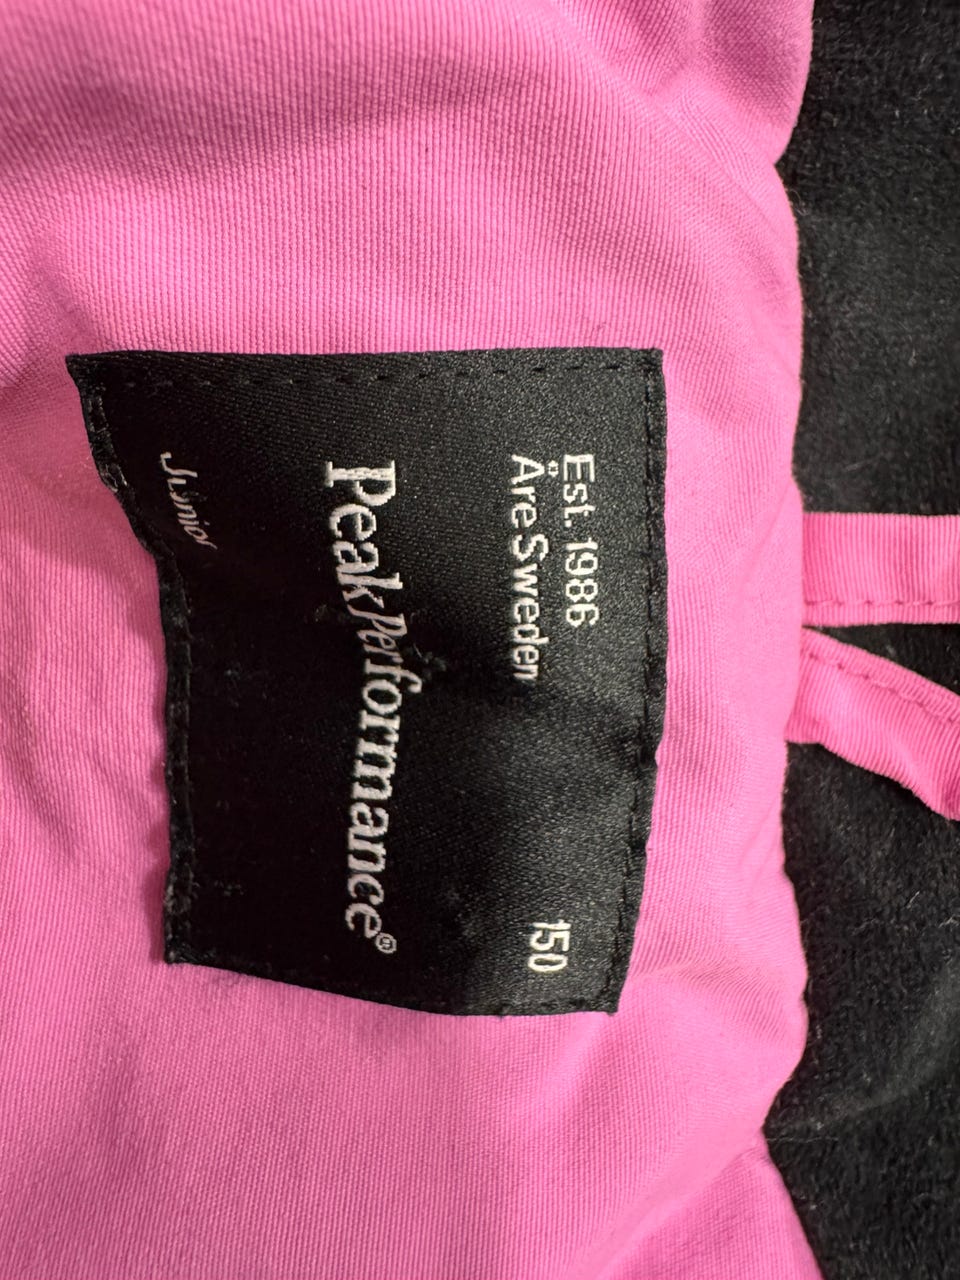 Est. 1986
Åre Sweden
150
PeakPerformance®
Junior